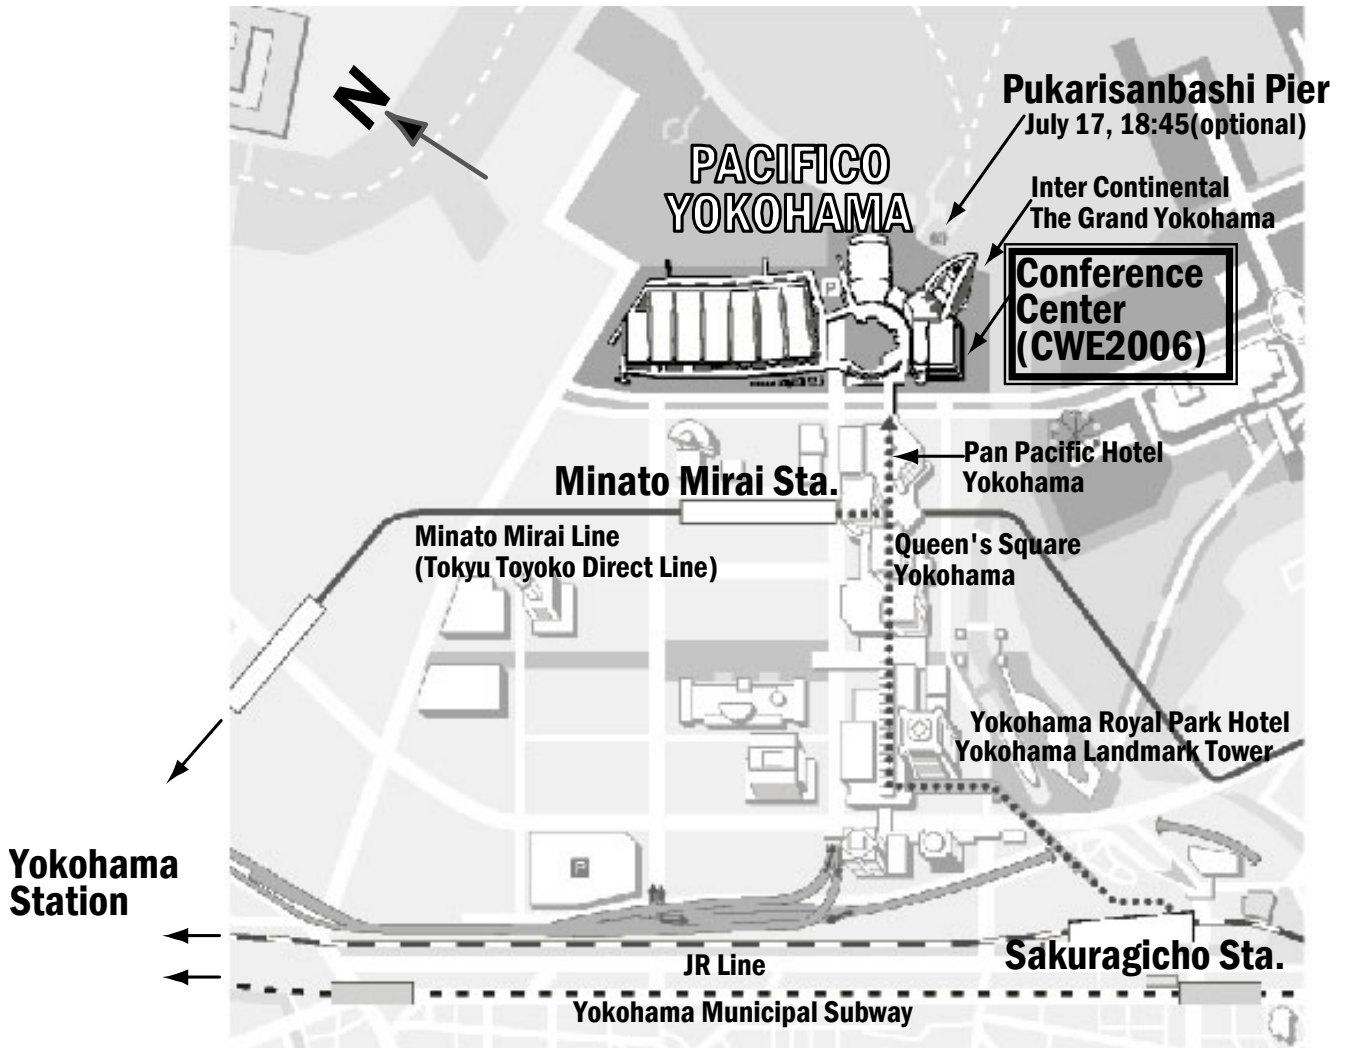 N
Pukarisanbashi Pier
July 17, 18:45(optional)
PACIFICO
YOKOHAMA
Inter Continental
The Grand Yokohama
P
Conference
Center
(CWE2006)
Pan Pacific Hotel
Yokohama
Minato Mirai Sta.
Minato Mirai Line
(Tokyu Toyoko Direct Line)
Queen's Square
Yokohama
Yokohama Royal Park Hotel
Yokohama Landmark Tower
Yokohama
Station
P
Sakuragicho Sta.
JR Line
Yokohama Municipal Subway